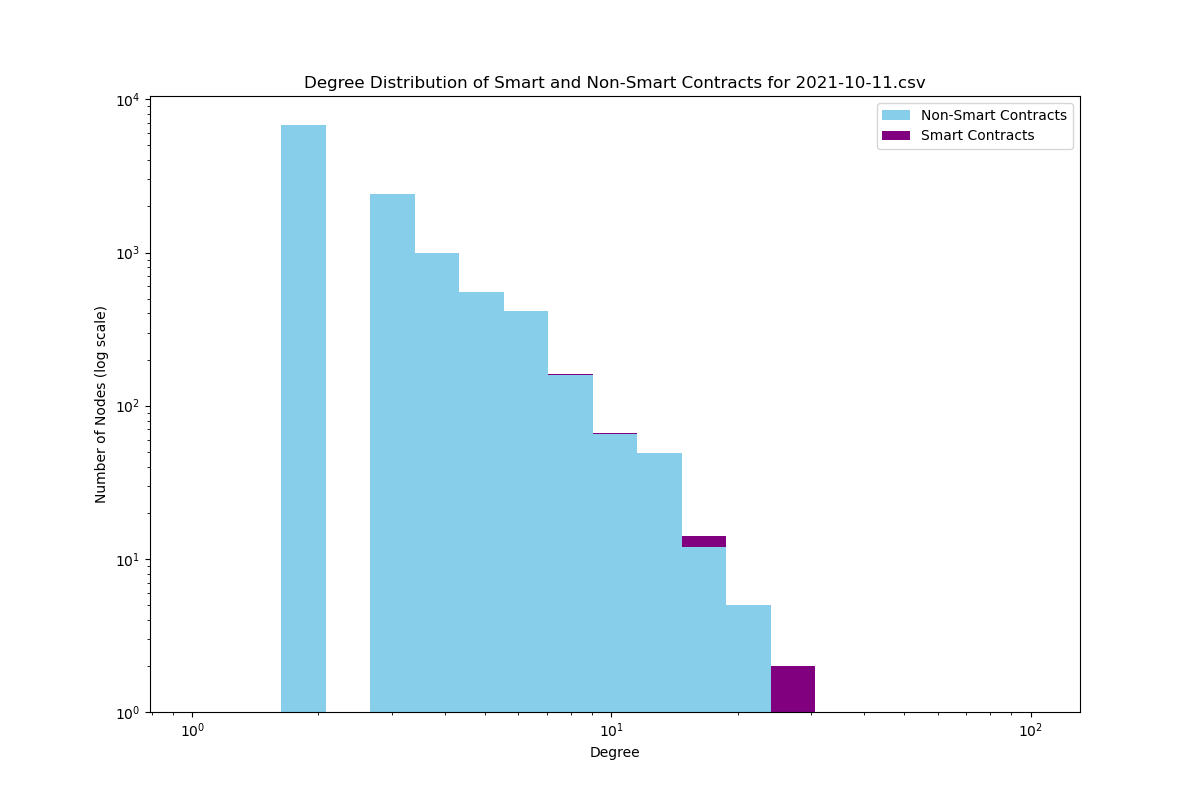 Degree Distribution of Smart and Non-Smart Contracts for 2021-10-11.csv
Non-Smart Contracts
Smart Contracts
Number of Nodes (log scale)
10^4
10^3
10^2
10^1
10^0
10^0 10^1 10^2
Degree